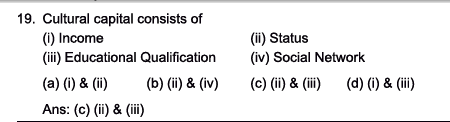 19. Cultural capital consists of
(i) Income (ii) Status
(iii) Educational Qualification (iv) Social Network
(a) (i) & (ii) (b) (ii) & (iv) (c) (ii) & (iii) (d) (i) & (iii)
Ans: (c) (ii) & (iii)